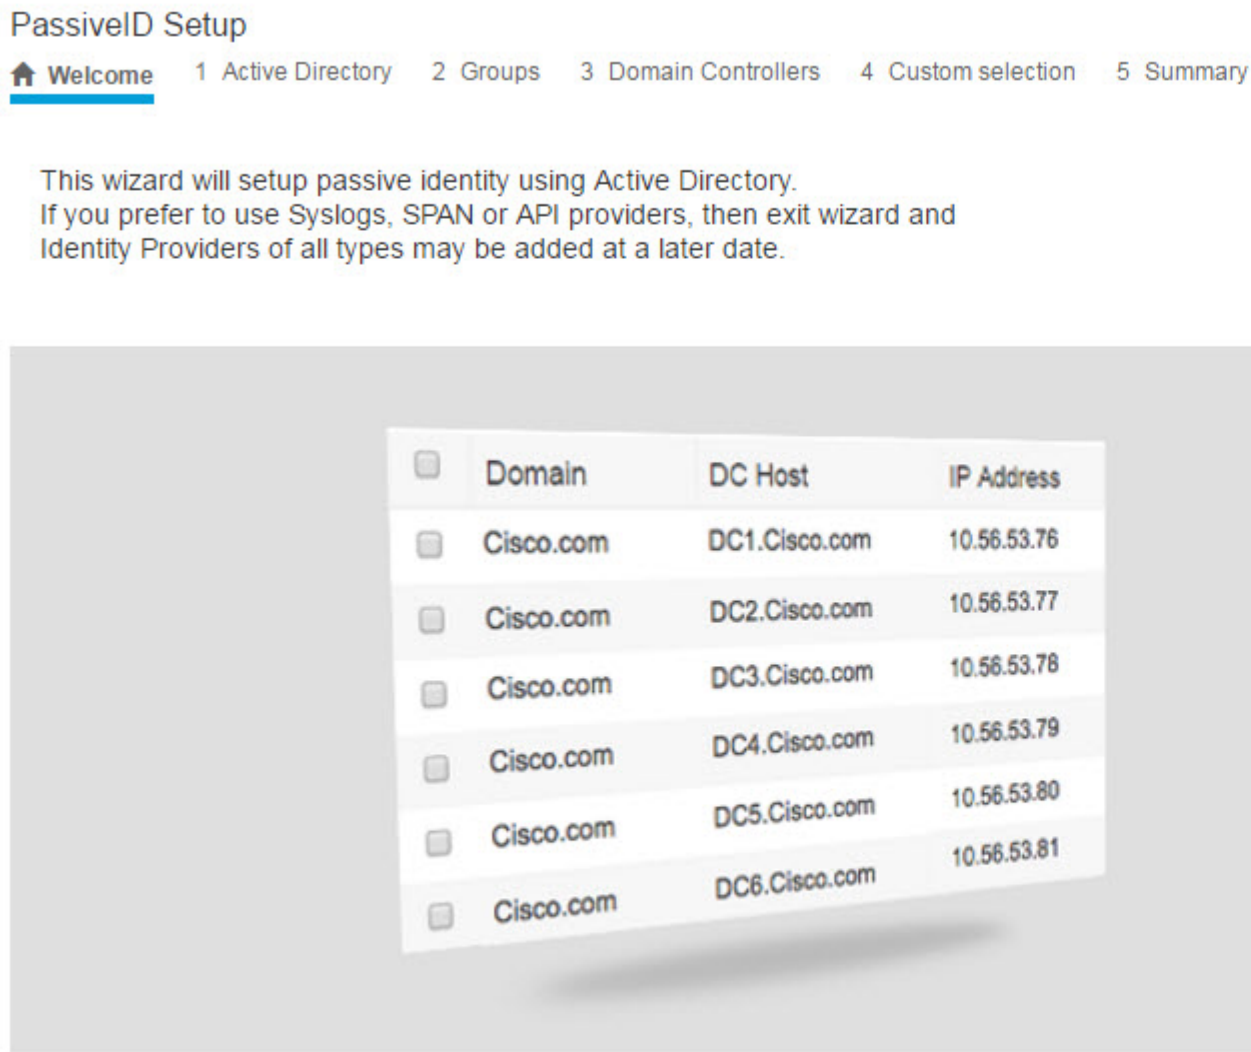 PassiveID Setup
Welcome 1 Active Directory 2 Groups 3 Domain Controllers 4 Custom selection 5 Summary
This wizard will setup passive identity using Active Directory.
If you prefer to use Syslogs, SPAN or API providers, then exit wizard and
Identity Providers of all types may be added at a later date.
Domain DC Host IP Address
Cisco.com DC1.Cisco.com 10.56.53.76
Cisco.com DC2.Cisco.com 10.56.53.77
Cisco.com DC3.Cisco.com 10.56.53.78
Cisco.com DC4.Cisco.com 10.56.53.79
Cisco.com DC5.Cisco.com 10.56.53.80
Cisco.com DC6.Cisco.com 10.56.53.81